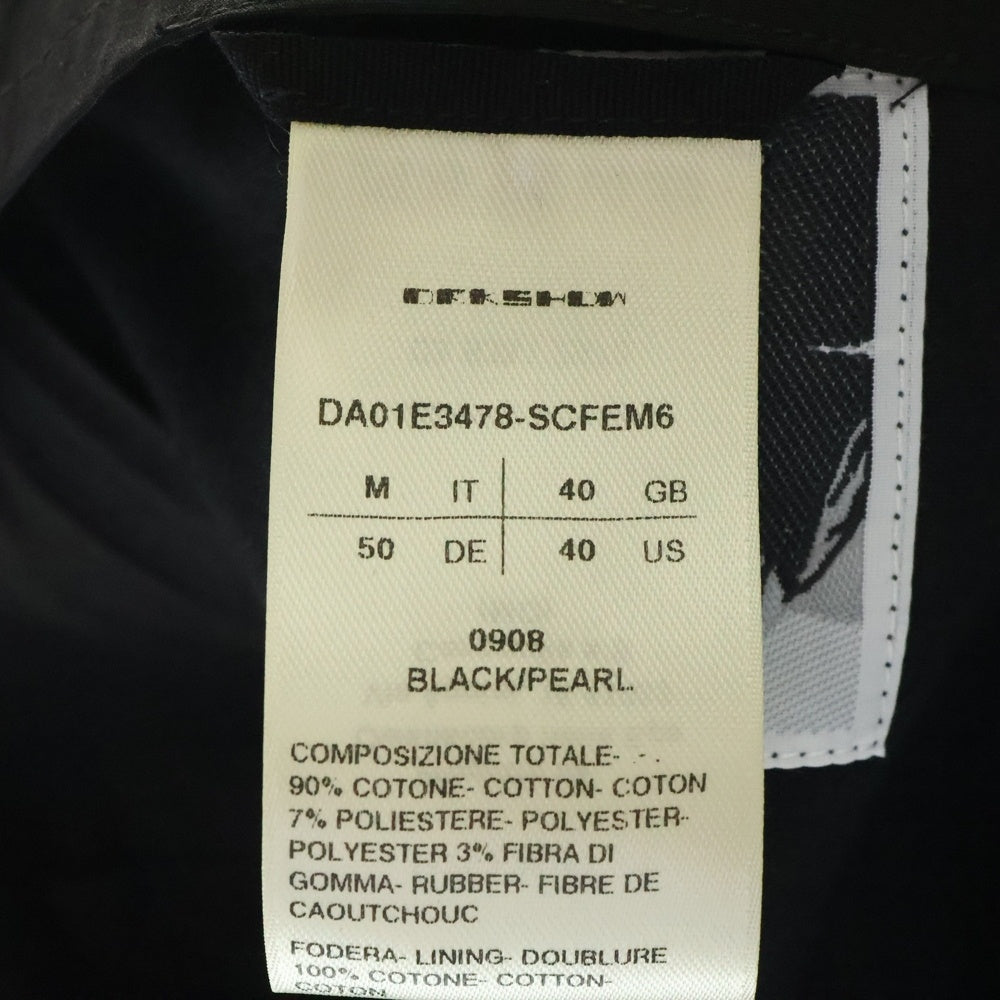 DRKSHDW
DA01E3478-SCFEM6
M IT 40 GB
50 DE 40 US
0908
BLACK/PEARL
COMPOSIZIONE TOTALE-
90% COTONE- COTTON- COTON
7% POLIESTERE- POLYESTER-
POLYESTER 3% FIBRA DI
GOMMA- RUBBER- FIBRE DE
CAOUTCHOUC
FODERA- LINING- DOUBLURE
100% COTONE- COTTON-
COTON